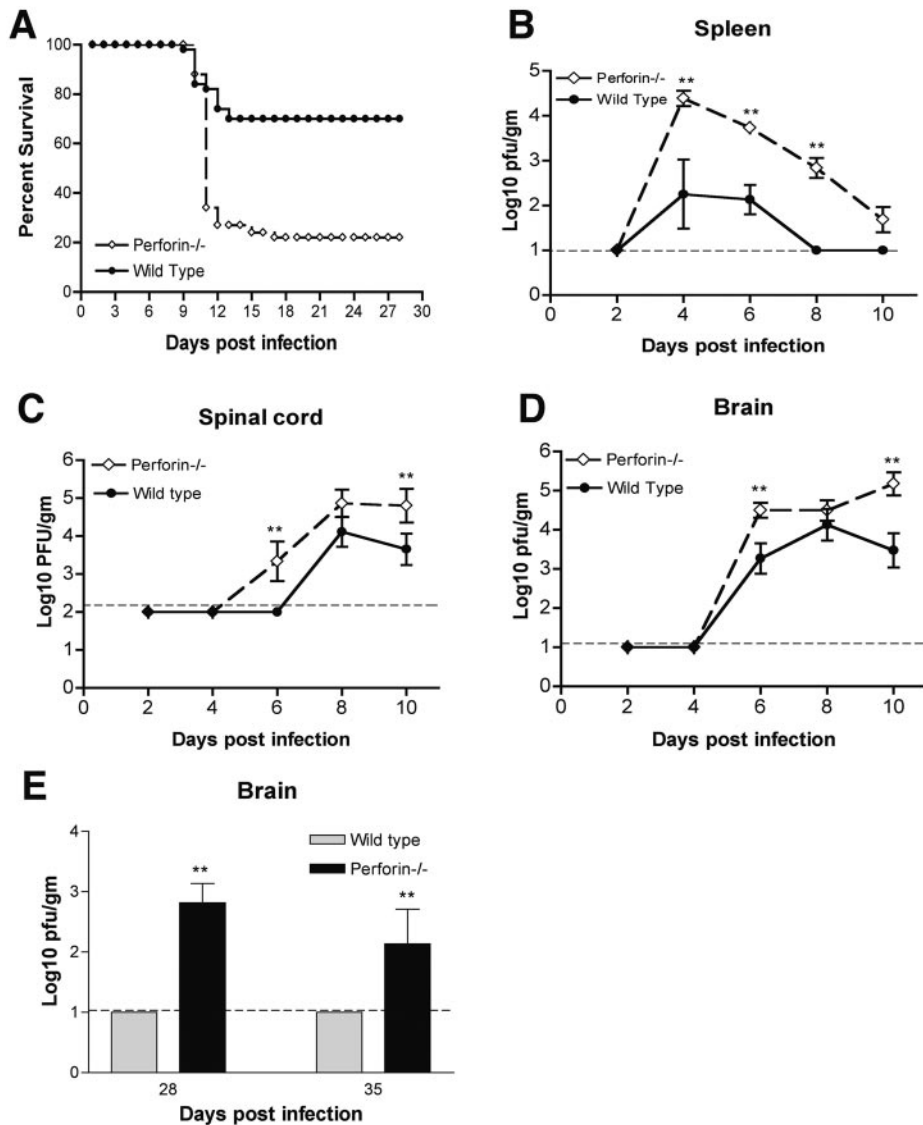 A
Percent Survival
100
80
60
40
20
0
Perforin-/-
Wild Type
0 3 6 9 12 15 18 21 24 27 30
Days post infection
B
Spleen
Log10 pfu/gm
5
4
3
2
1
0
Perforin-/-
Wild Type
** ** **
0 2 4 6 8 10
Days post infection
C
Spinal cord
Log10 PFU/gm
6
5
4
3
2
1
0
Perforin-/-
Wild type
** **
0 2 4 6 8 10
Days post infection
D
Brain
Log10 pfu/gm
6
5
4
3
2
1
0
Perforin-/-
Wild Type
** **
0 2 4 6 8 10
Days post infection
E
Brain
Log10 pfu/gm
4
3
2
1
0
Wild type
Perforin-/-
** **
28 35
Days post infection